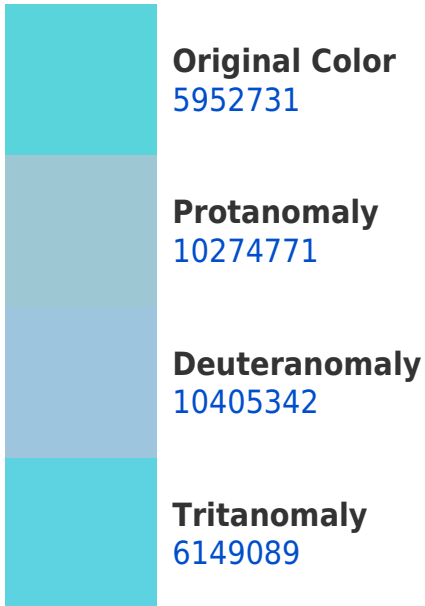 Original Color
5952731
Protanomaly
10274771
Deuteranomaly
10405342
Tritanomaly
6149089